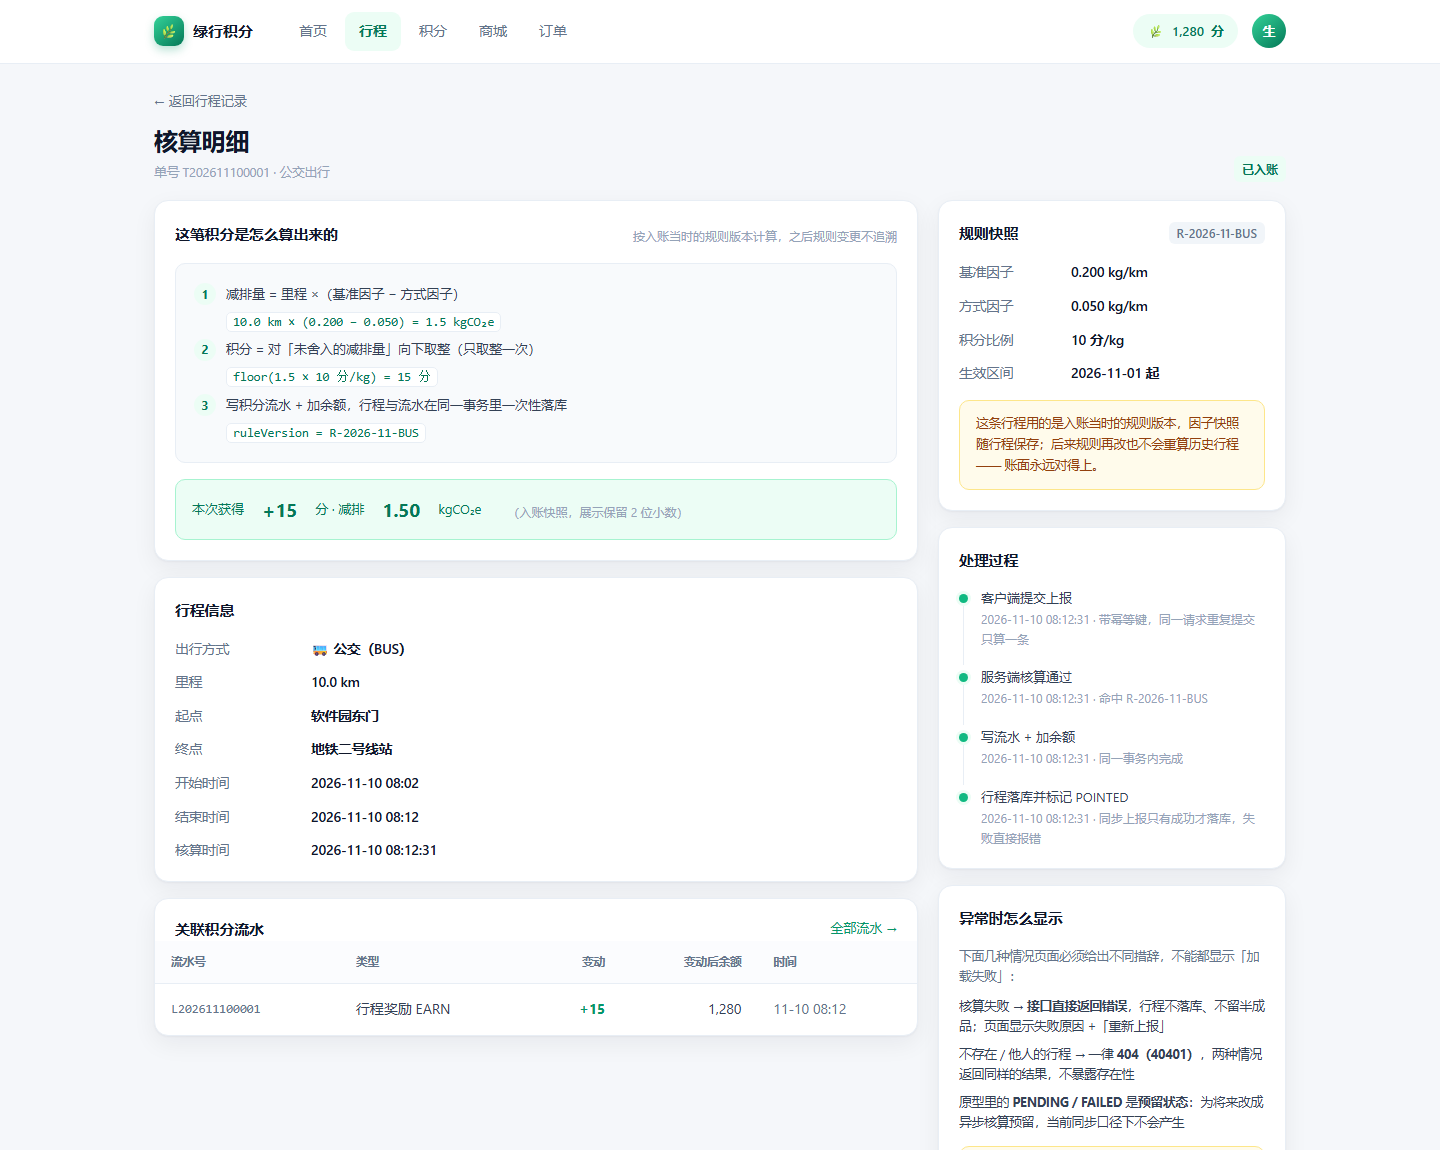 绿行积分
首页
行程
积分
商城
订单
1,280 分
生
← 返回行程记录
核算明细
单号 T202611100001 · 公交出行
已入账
这笔积分是怎么算出来的
按入账当时的规则版本计算，之后规则变更不追溯
1 减排量 = 里程 ×（基准因子 − 方式因子）
10.0 km × (0.200 − 0.050) = 1.5 kgCO₂e
2 积分 = 对「未舍入的减排量」向下取整（只取整一次）
floor(1.5 × 10 分/kg) = 15 分
3 写积分流水 + 加余额，行程与流水在同一事务里一次性落库
ruleVersion = R-2026-11-BUS
本次获得 +15 分 · 减排 1.50 kgCO₂e （入账快照，展示保留 2 位小数）
行程信息
出行方式 公交（BUS）
里程 10.0 km
起点 软件园东门
终点 地铁二号线站
开始时间 2026-11-10 08:02
结束时间 2026-11-10 08:12
核算时间 2026-11-10 08:12:31
关联积分流水
全部流水 →
流水号 类型 变动 变动后余额 时间
L202611100001 行程奖励 EARN +15 1,280 11-10 08:12
规则快照
R-2026-11-BUS
基准因子 0.200 kg/km
方式因子 0.050 kg/km
积分比例 10 分/kg
生效区间 2026-11-01 起
这条行程用的是入账当时的规则版本，因子快照
随行程保存；后来规则再改也不会重算历史行程
—— 账面永远对得上。
处理过程
客户端提交上报
2026-11-10 08:12:31 · 带幂等键，同一请求重复提交
只算一条
服务端核算通过
2026-11-10 08:12:31 · 命中 R-2026-11-BUS
写流水 + 加余额
2026-11-10 08:12:31 · 同一事务内完成
行程落库并标记 POINTED
2026-11-10 08:12:31 · 同步上报只有成功才落库，失
败直接报错
异常时怎么显示
下面几种情况页面必须给出不同措辞，不能都显示「加
载失败」：
核算失败 → 接口直接返回错误，行程不落库、不留半成
品；页面显示失败原因 +「重新上报」
不存在 / 他人的行程 → 一律 404（40401），两种情况
返回同样的结果，不暴露存在性
原型里的 PENDING / FAILED 是预留状态：为将来改成
异步核算预留，当前同步口径下不会产生